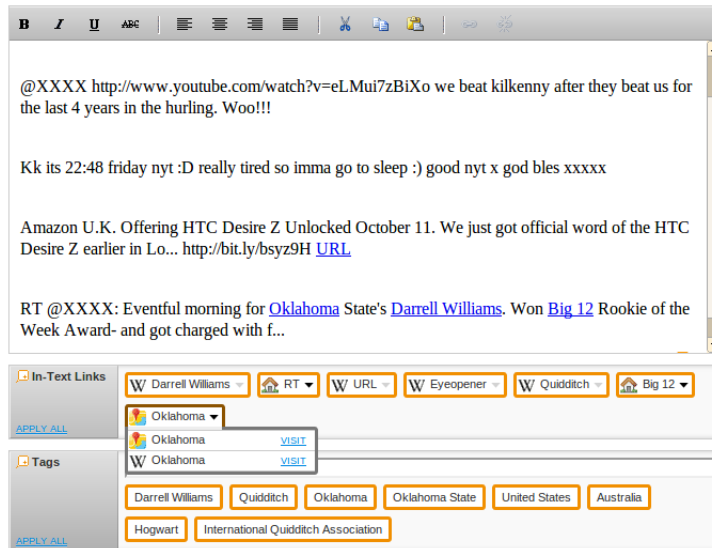 B I U ABC
@XXXX http://www.youtube.com/watch?v=eLMui7zBiXo we beat kilkenny after they beat us for
the last 4 years in the hurling. Woo!!!
Kk its 22:48 friday nyt :D really tired so imma go to sleep :) good nyt x god bles xxxxx
Amazon U.K. Offering HTC Desire Z Unlocked October 11. We just got official word of the HTC
Desire Z earlier in Lo... http://bit.ly/bsyz9H URL
RT @XXXX: Eventful morning for Oklahoma State's Darrell Williams. Won Big 12 Rookie of the
Week Award- and got charged with f...
In-Text Links
W Darrell Williams RT W URL W Eyeopener W Quidditch Big 12
Oklahoma
APPLY ALL
Oklahoma VISIT
W Oklahoma VISIT
Tags
Darrell Williams Quidditch Oklahoma Oklahoma State United States Australia
Hogwart International Quidditch Association
APPLY ALL